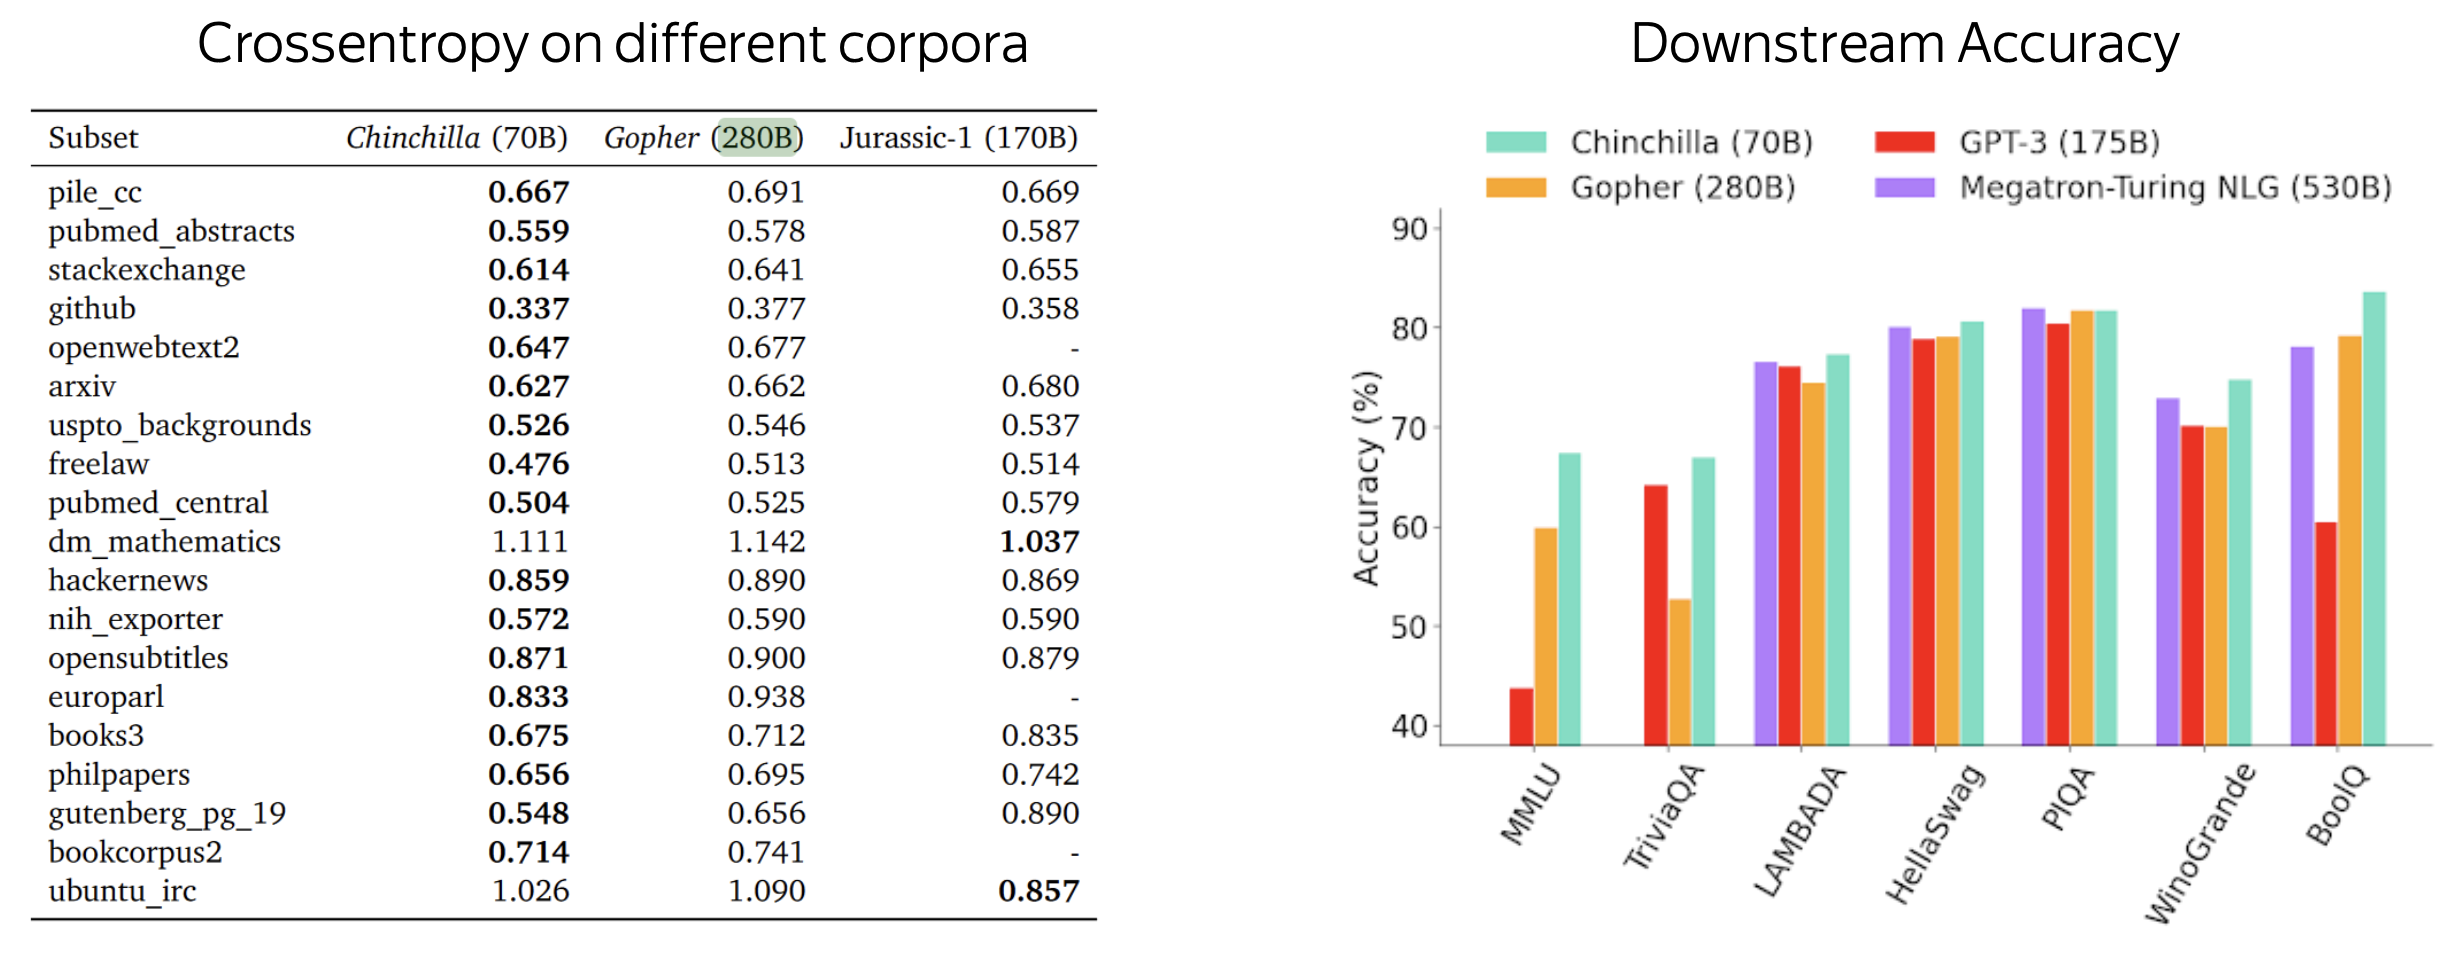 Crossentropy on different corpora
Subset Chinchilla (70B) Gopher (280B) Jurassic-1 (170B)
pile_cc 0.667 0.691 0.669
pubmed_abstracts 0.559 0.578 0.587
stackexchange 0.614 0.641 0.655
github 0.337 0.377 0.358
openwebtext2 0.647 0.677 -
arxiv 0.627 0.662 0.680
uspto_backgrounds 0.526 0.546 0.537
freelaw 0.476 0.513 0.514
pubmed_central 0.504 0.525 0.579
dm_mathematics 1.111 1.142 1.037
hackernews 0.859 0.890 0.869
nih_exporter 0.572 0.590 0.590
opensubtitles 0.871 0.900 0.879
europarl 0.833 0.938 -
books3 0.675 0.712 0.835
philpapers 0.656 0.695 0.742
gutenberg_pg_19 0.548 0.656 0.890
bookcorpus2 0.714 0.741 -
ubuntu_irc 1.026 1.090 0.857
Downstream Accuracy
Chinchilla (70B) GPT-3 (175B)
Gopher (280B) Megatron-Turing NLG (530B)
Accuracy (%)
90
80
70
60
50
40
MMLU
TriviaQA
LAMBADA
HellaSwag
PIQA
WinoGrande
BoolQ